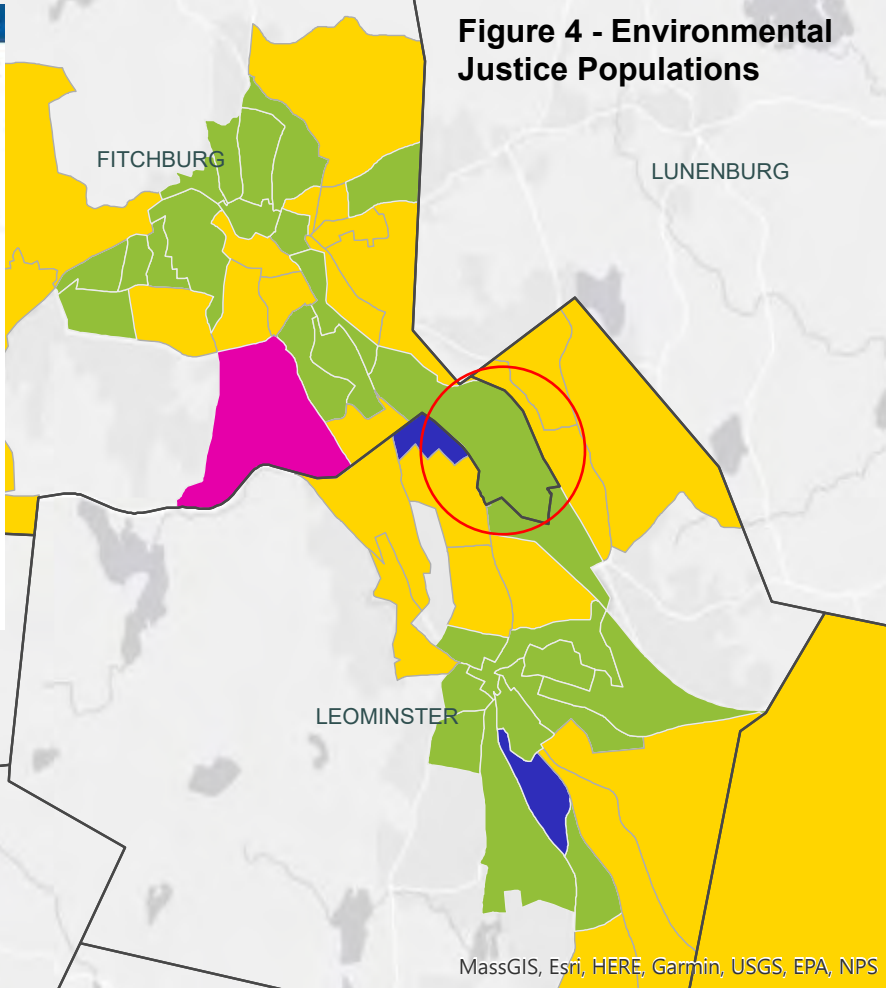 Figure 4 - Environmental
Justice Populations
FITCHBURG
LUNENBURG
LEOMINSTER
MassGIS, Esri, HERE, Garmin, USGS, EPA, NPS